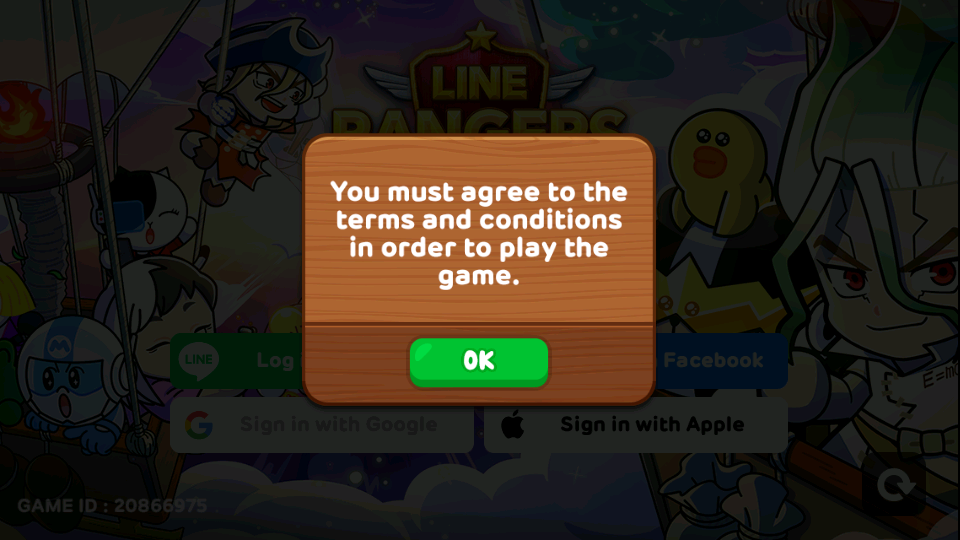 LINE
RANGERS
You must agree to the
terms and conditions
in order to play the
game.
OK
LINE
Log
Facebook
Sign in with Google
Sign in with Apple
GAME ID : 20866975
E=m